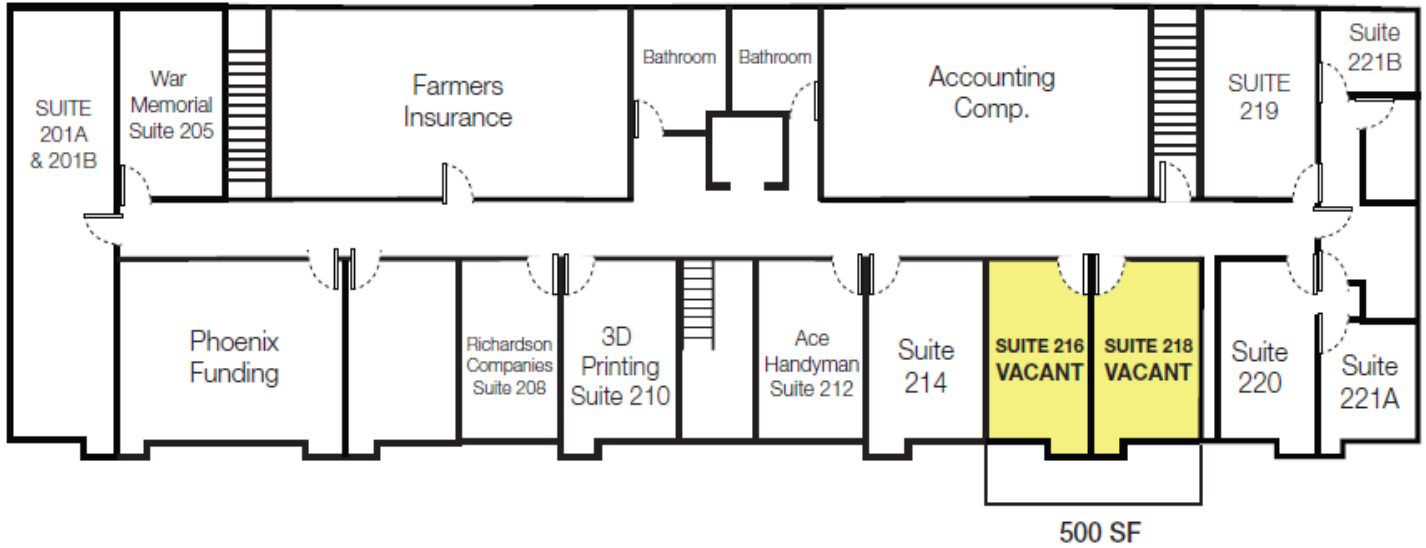 SUITE
201A
& 201B
War
Memorial
Suite 205
Farmers
Insurance
Bathroom
Bathroom
Accounting
Comp.
SUITE
219
Suite
221B
Phoenix
Funding
Richardson
Companies
Suite 208
3D
Printing
Suite 210
Ace
Handyman
Suite 212
Suite
214
SUITE 216
VACANT
SUITE 218
VACANT
Suite
220
Suite
221A
500 SF